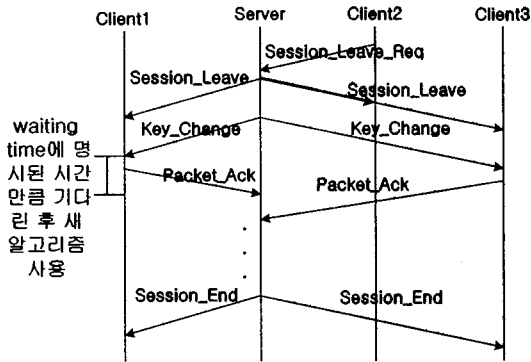 Client1 Server Client2 Client3
Session_Leave_Req
Session_Leave Session_Leave
Key_Change Key_Change
waiting
time에 명
시된 시간
만큼 기다
린 후 새
알고리즘
사용
Packet_Ack Packet_Ack
Session_End Session_End